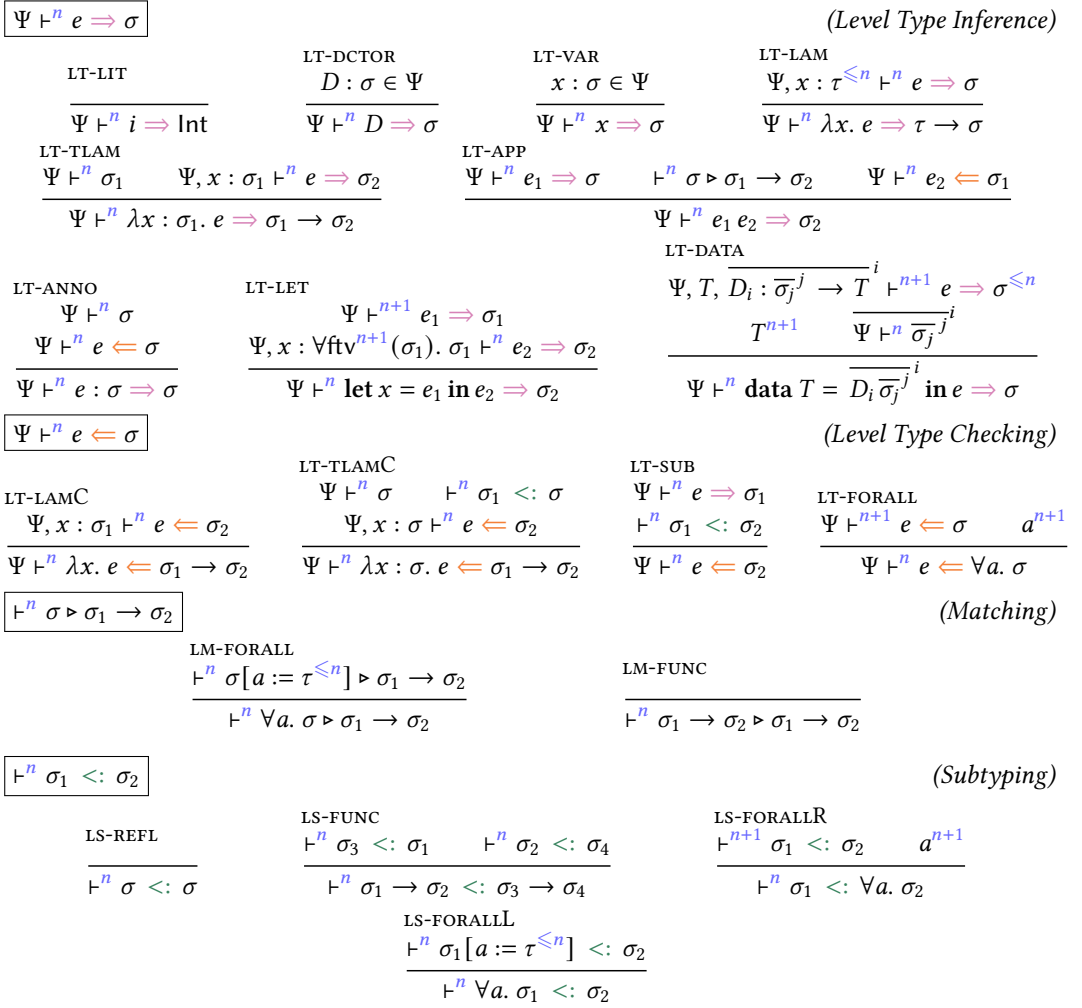 Ψ ⊢ⁿ e ⇒ σ (Level Type Inference)
LT-LIT LT-DCTOR LT-VAR LT-LAM
D : σ ∈ Ψ x : σ ∈ Ψ Ψ, x : τ^{⩽n} ⊢ⁿ e ⇒ σ
Ψ ⊢ⁿ i ⇒ Int Ψ ⊢ⁿ D ⇒ σ Ψ ⊢ⁿ x ⇒ σ Ψ ⊢ⁿ λx. e ⇒ τ → σ
LT-TLAM LT-APP
Ψ ⊢ⁿ σ₁ Ψ, x : σ₁ ⊢ⁿ e ⇒ σ₂ Ψ ⊢ⁿ e₁ ⇒ σ ⊢ⁿ σ ▹ σ₁ → σ₂ Ψ ⊢ⁿ e₂ ⇐ σ₁
Ψ ⊢ⁿ λx : σ₁. e ⇒ σ₁ → σ₂ Ψ ⊢ⁿ e₁ e₂ ⇒ σ₂
LT-DATA
Ψ, T, \overline{D_i : \overline{σ_j}^j → T}^i ⊢ⁿ⁺¹ e ⇒ σ^{⩽n}
LT-ANNO LT-LET
Ψ ⊢ⁿ σ Ψ ⊢ⁿ⁺¹ e₁ ⇒ σ₁ Tⁿ⁺¹ \overline{Ψ ⊢ⁿ \overline{σ_j}^j}^i
Ψ ⊢ⁿ e ⇐ σ Ψ, x : ∀ftvⁿ⁺¹(σ₁). σ₁ ⊢ⁿ e₂ ⇒ σ₂
Ψ ⊢ⁿ e : σ ⇒ σ Ψ ⊢ⁿ let x = e₁ in e₂ ⇒ σ₂ Ψ ⊢ⁿ data T = \overline{D_i \overline{σ_j}^j}^i in e ⇒ σ
Ψ ⊢ⁿ e ⇐ σ (Level Type Checking)
LT-LAMC LT-TLAMC LT-SUB LT-FORALL
Ψ ⊢ⁿ σ ⊢ⁿ σ₁ <: σ Ψ ⊢ⁿ e ⇒ σ₁
Ψ, x : σ₁ ⊢ⁿ e ⇐ σ₂ Ψ, x : σ ⊢ⁿ e ⇐ σ₂ ⊢ⁿ σ₁ <: σ₂ Ψ ⊢ⁿ⁺¹ e ⇐ σ aⁿ⁺¹
Ψ ⊢ⁿ λx. e ⇐ σ₁ → σ₂ Ψ ⊢ⁿ λx : σ. e ⇐ σ₁ → σ₂ Ψ ⊢ⁿ e ⇐ σ₂ Ψ ⊢ⁿ e ⇐ ∀a. σ
⊢ⁿ σ ▹ σ₁ → σ₂ (Matching)
LM-FORALL LM-FUNC
⊢ⁿ σ[a := τ^{⩽n}] ▹ σ₁ → σ₂
⊢ⁿ ∀a. σ ▹ σ₁ → σ₂ ⊢ⁿ σ₁ → σ₂ ▹ σ₁ → σ₂
⊢ⁿ σ₁ <: σ₂ (Subtyping)
LS-REFL LS-FUNC LS-FORALLR
⊢ⁿ σ₃ <: σ₁ ⊢ⁿ σ₂ <: σ₄ ⊢ⁿ⁺¹ σ₁ <: σ₂ aⁿ⁺¹
⊢ⁿ σ <: σ ⊢ⁿ σ₁ → σ₂ <: σ₃ → σ₄ ⊢ⁿ σ₁ <: ∀a. σ₂
LS-FORALLL
⊢ⁿ σ₁[a := τ^{⩽n}] <: σ₂
⊢ⁿ ∀a. σ₁ <: σ₂